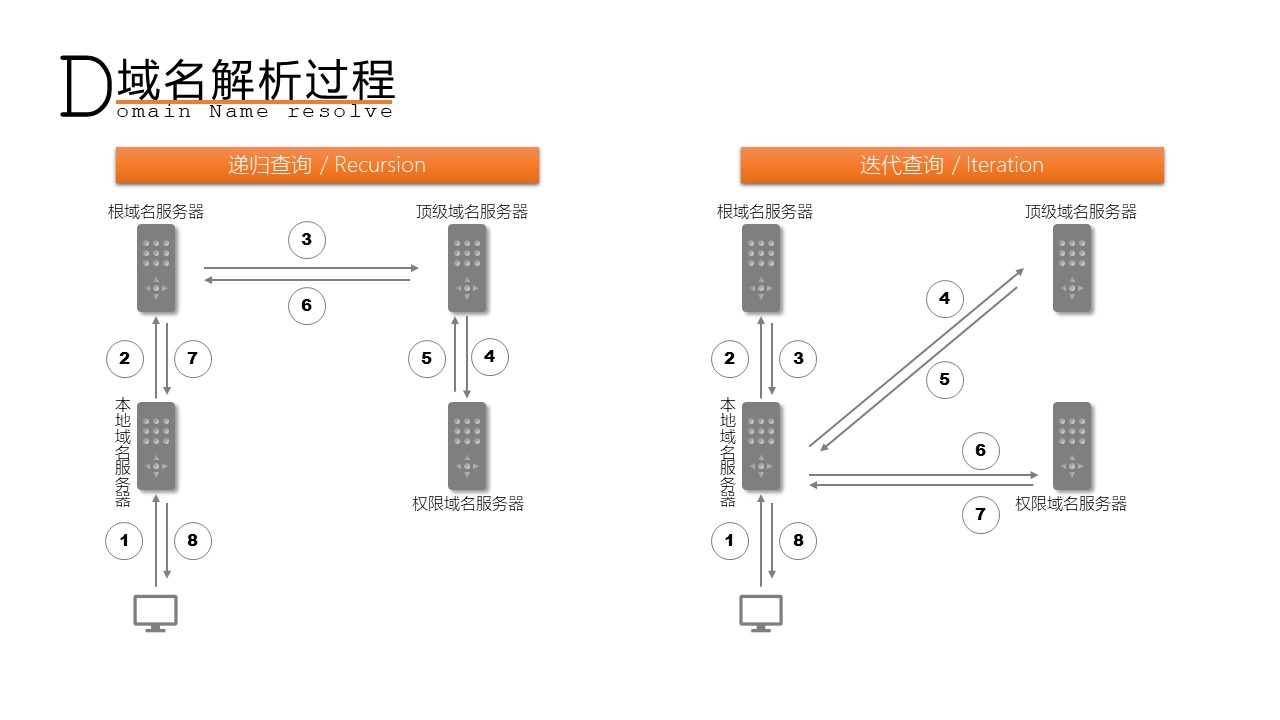 D域名解析过程
omain Name resolve
递归查询 / Recursion
根域名服务器
顶级域名服务器
3
6
2
7
5
4
本地域名服务器
权限域名服务器
1
8
迭代查询 / Iteration
根域名服务器
顶级域名服务器
4
2
3
5
本地域名服务器
6
权限域名服务器
7
1
8